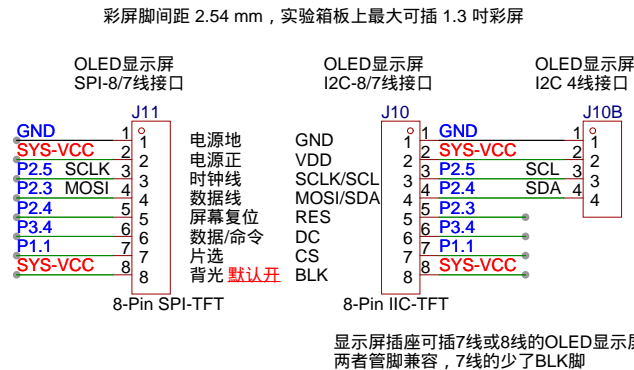 彩屏脚间距 2.54 mm，实验箱板上最大可插 1.3 吋彩屏
OLED显示屏
SPI-8/7线接口
OLED显示屏
I2C-8/7线接口
OLED显示屏
I2C 4线接口
J11
GND 1 1 电源地
SYS-VCC 2 2 电源正
P2.5 SCLK 3 3 时钟线
P2.3 MOSI 4 4 数据线
P2.4 5 5 屏幕复位
P3.4 6 6 数据/命令
P1.1 7 7 片选
SYS-VCC 8 8 背光 默认开
8-Pin SPI-TFT
J10
GND 1 1 GND
VDD 2 2 SYS-VCC
SCLK/SCL 3 3 P2.5
MOSI/SDA 4 4 P2.4
RES 5 5 P2.3
DC 6 6 P3.4
CS 7 7 P1.1
BLK 8 8 SYS-VCC
8-Pin IIC-TFT
J10B
1 1
2 2
SCL 3 3
SDA 4 4
显示屏插座可插7线或8线的OLED显示屏
两者管脚兼容，7线的少了BLK脚